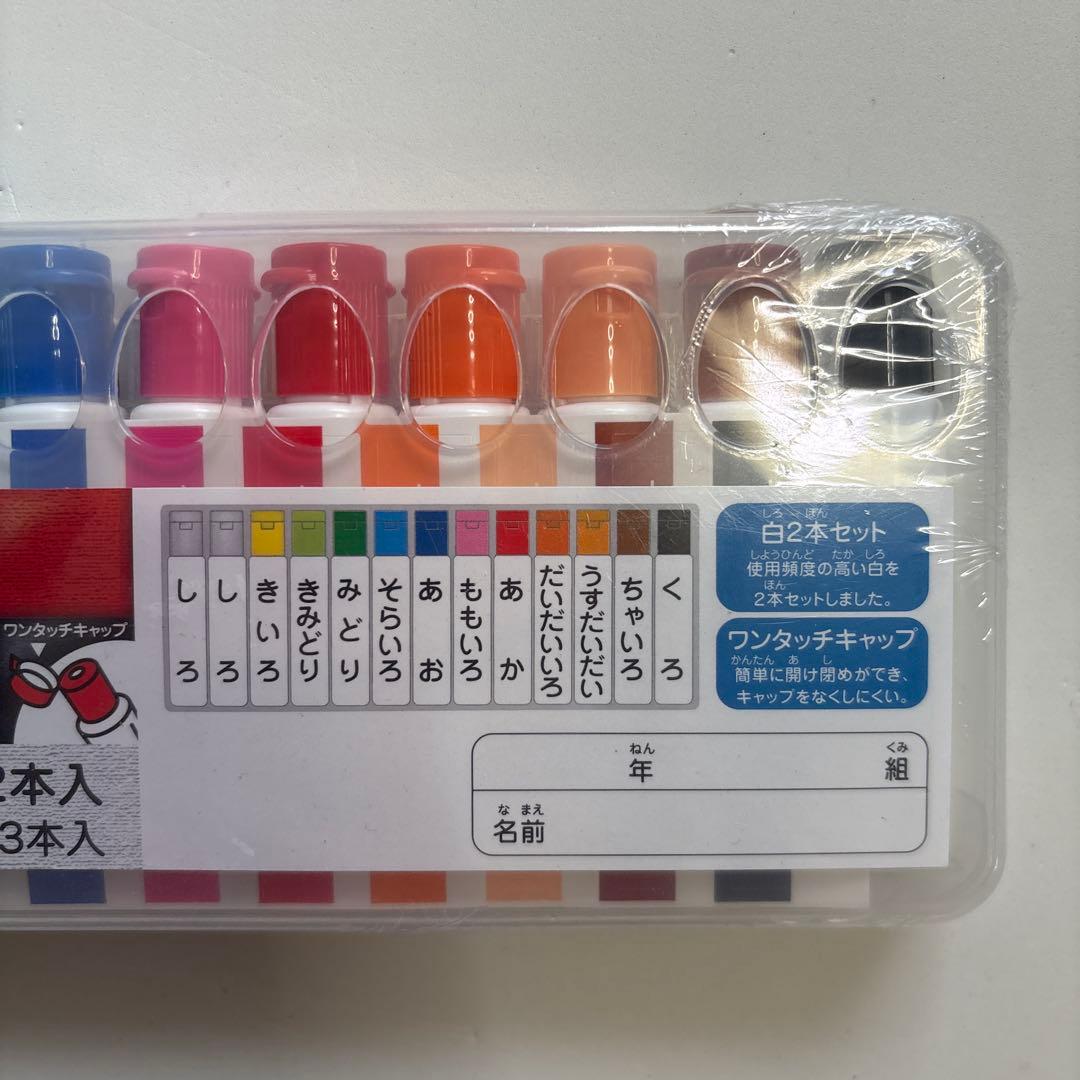 ワンタッチキャップ
2本入
3本入
しろ
しろ
きいろ
きみどり
みどり
そらいろ
あお
ももいろ
あか
だいだいいろ
うすだいだい
ちゃいろ
くろ
しろ ほん
白2本セット
しようひんど たか しろ
使用頻度の高い白を
ほん
2本セットしました。
ワンタッチキャップ
かんたん あ し
簡単に開け閉めができ、
キャップをなくしにくい。
ねん くみ
年 組
な まえ
名前